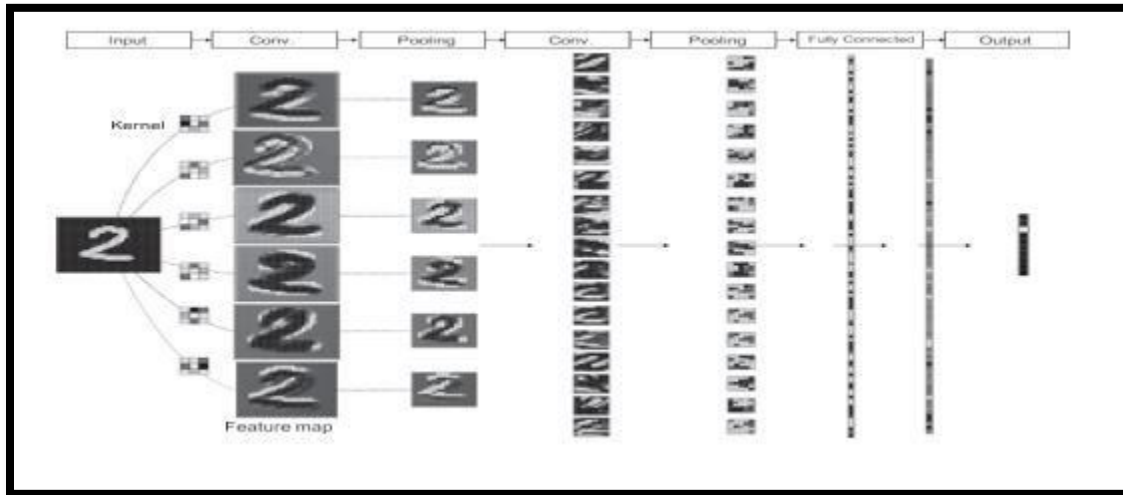 Input Conv. Pooling Conv. Pooling Fully Connected Output
Kernel
Feature map